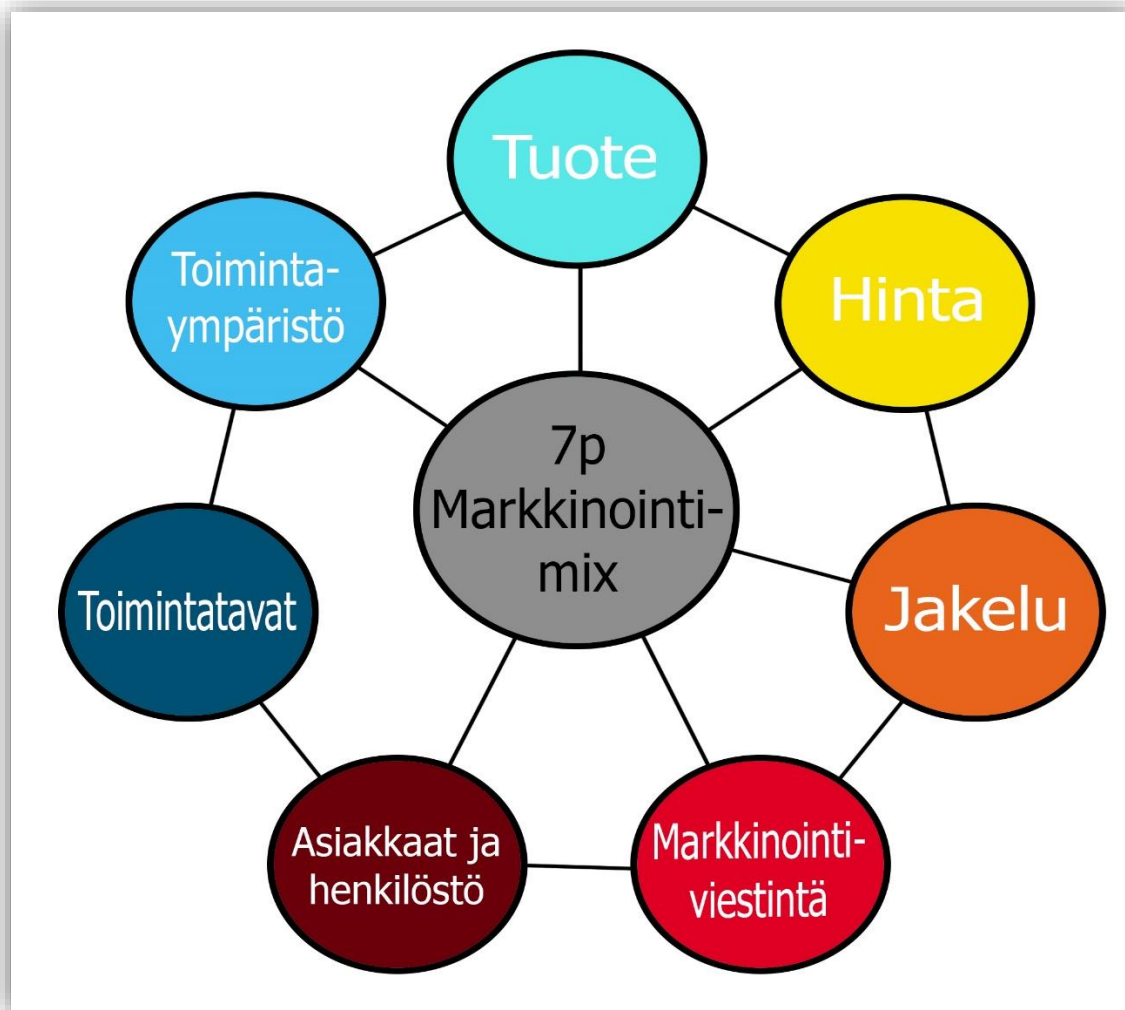 Tuote
Toiminta-
ympäristö
Hinta
7p
Markkinointi-
mix
Toimintatavat
Jakelu
Asiakkaat ja
henkilöstö
Markkinointi-
viestintä